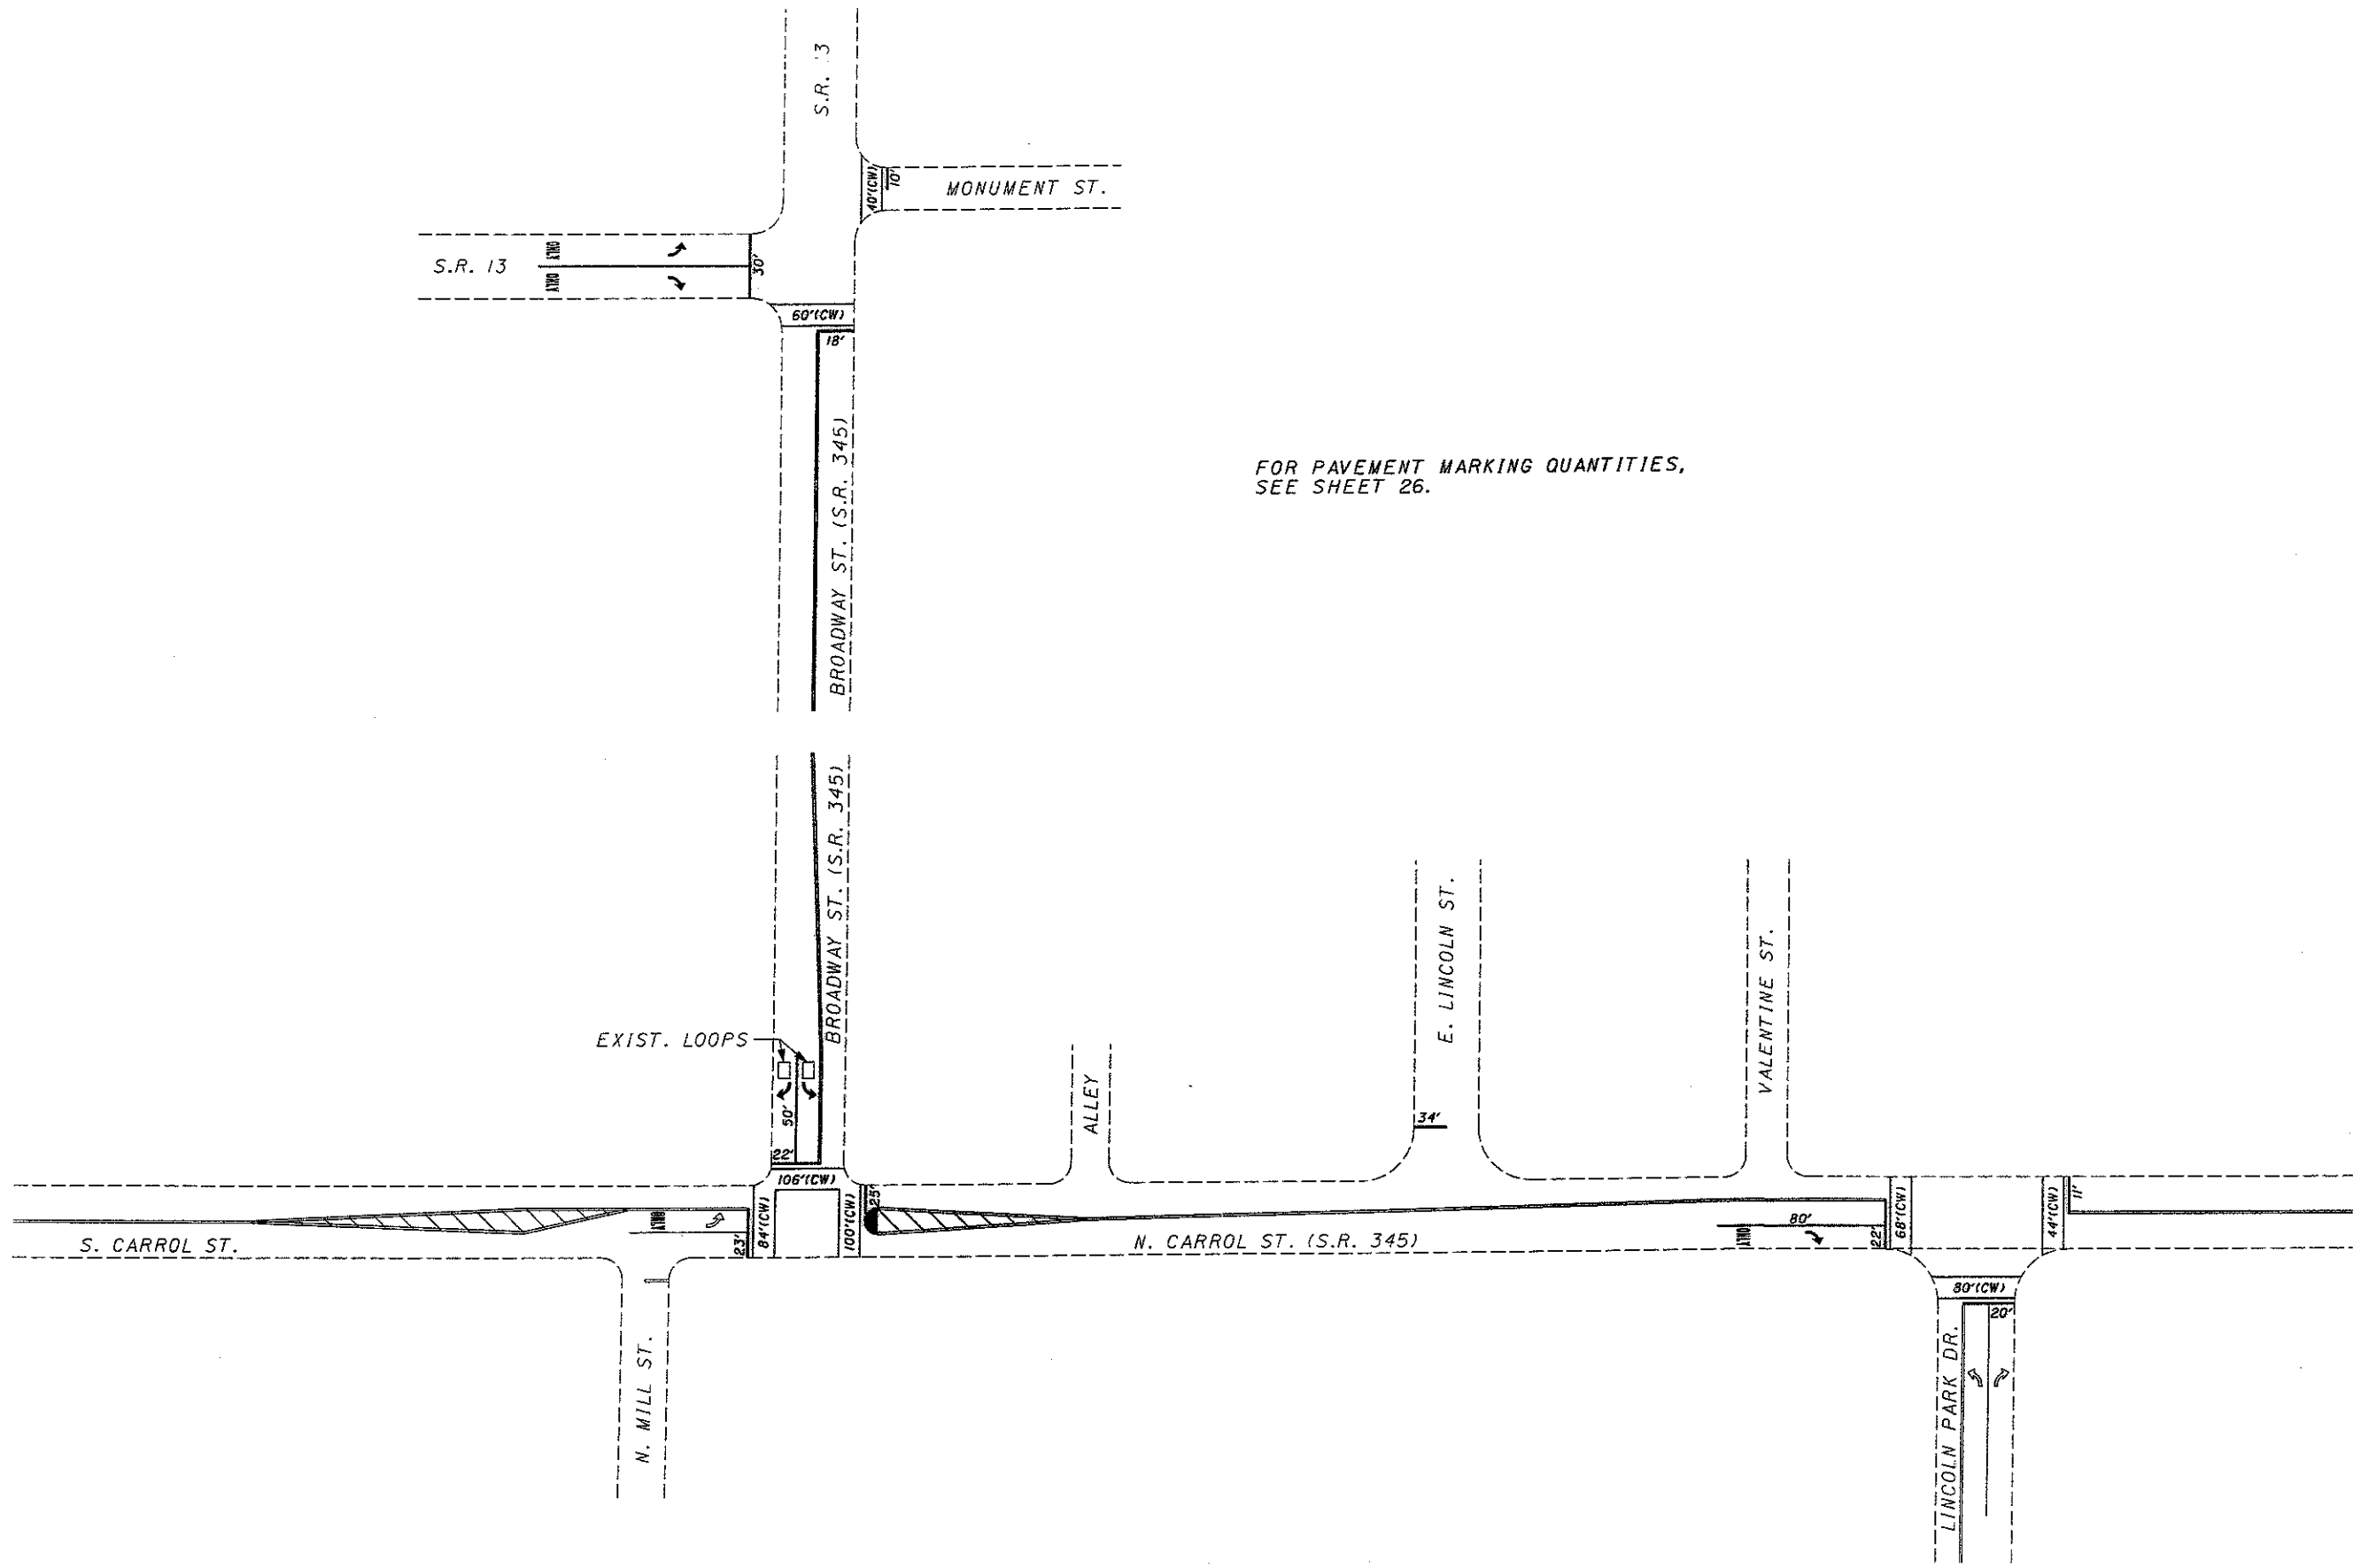 S.R. 13
40'(CW)
10'
MONUMENT ST.
S.R. 13
ONLY
ONLY
30'
60'(CW)
18'
BROADWAY ST. (S.R. 345)
FOR PAVEMENT MARKING QUANTITIES,
SEE SHEET 26.
BROADWAY ST. (S.R. 345)
EXIST. LOOPS
50'
22'
106'(CW)
ALLEY
E. LINCOLN ST.
34'
VALENTINE ST.
S. CARROL ST.
ONLY
23'
84'(CW)
100'(CW)
25'
N. CARROL ST. (S.R. 345)
ONLY
80'
22'
68'(CW)
44'(CW)
11'
N. MILL ST.
80'(CW)
20'
LINCOLN PARK DR.